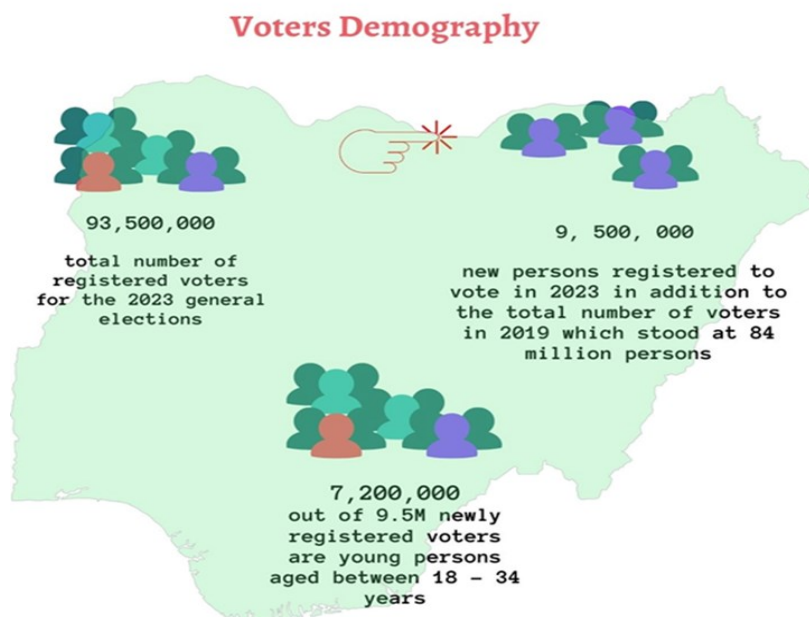 Voters Demography
93,500,000
total number of
registered voters
for the 2023 general
elections
9, 500, 000
new persons registered to
vote in 2023 in addition to
the total number of voters
in 2019 which stood at 84
million persons
7,200,000
out of 9.5M newly
registered voters
are young persons
aged between 18 – 34
years